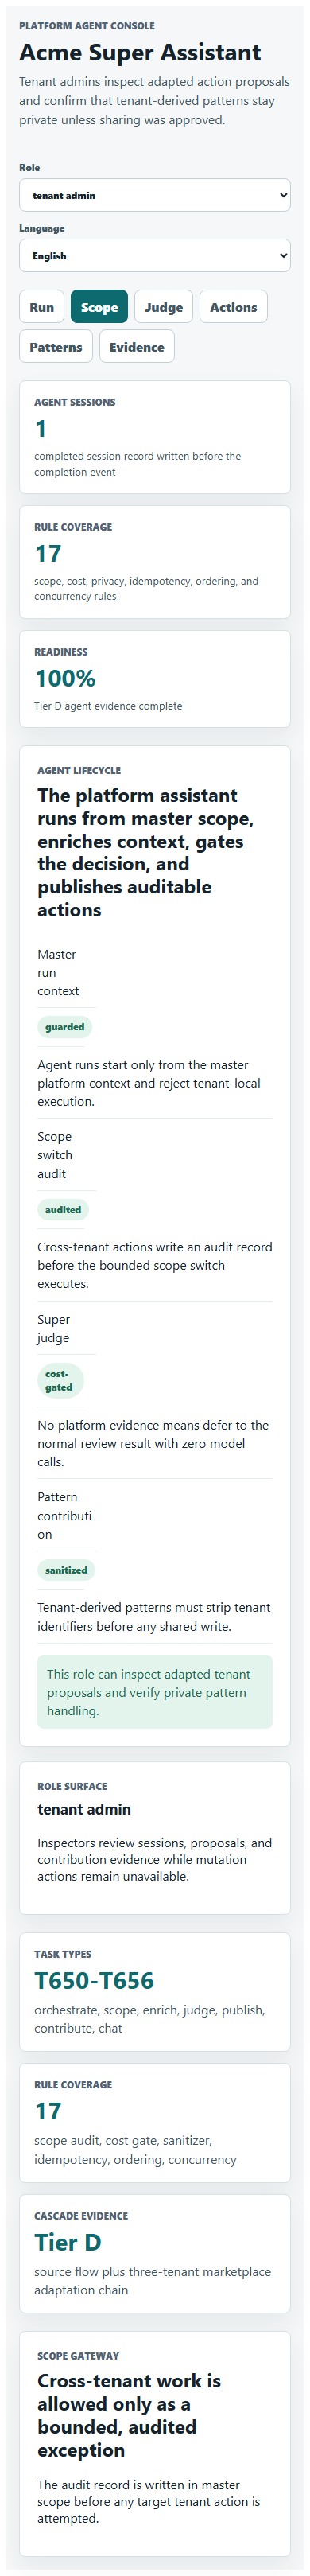 PLATFORM AGENT CONSOLE
Acme Super Assistant
Tenant admins inspect adapted action proposals
and confirm that tenant-derived patterns stay
private unless sharing was approved.
Role
tenant admin
Language
English
Run
Scope
Judge
Actions
Patterns
Evidence
AGENT SESSIONS
1
completed session record written before the
completion event
RULE COVERAGE
17
scope, cost, privacy, idempotency, ordering, and
concurrency rules
READINESS
100%
Tier D agent evidence complete
AGENT LIFECYCLE
The platform assistant
runs from master scope,
enriches context, gates
the decision, and
publishes auditable
actions
Master
run
context
guarded
Agent runs start only from the master
platform context and reject tenant-local
execution.
Scope
switch
audit
audited
Cross-tenant actions write an audit record
before the bounded scope switch
executes.
Super
judge
cost-
gated
No platform evidence means defer to the
normal review result with zero model
calls.
Pattern
contributi
on
sanitized
Tenant-derived patterns must strip tenant
identifiers before any shared write.
This role can inspect adapted tenant
proposals and verify private pattern
handling.
ROLE SURFACE
tenant admin
Inspectors review sessions, proposals, and
contribution evidence while mutation
actions remain unavailable.
TASK TYPES
T650-T656
orchestrate, scope, enrich, judge, publish,
contribute, chat
RULE COVERAGE
17
scope audit, cost gate, sanitizer,
idempotency, ordering, concurrency
CASCADE EVIDENCE
Tier D
source flow plus three-tenant marketplace
adaptation chain
SCOPE GATEWAY
Cross-tenant work is
allowed only as a
bounded, audited
exception
The audit record is written in master
scope before any target tenant action is
attempted.